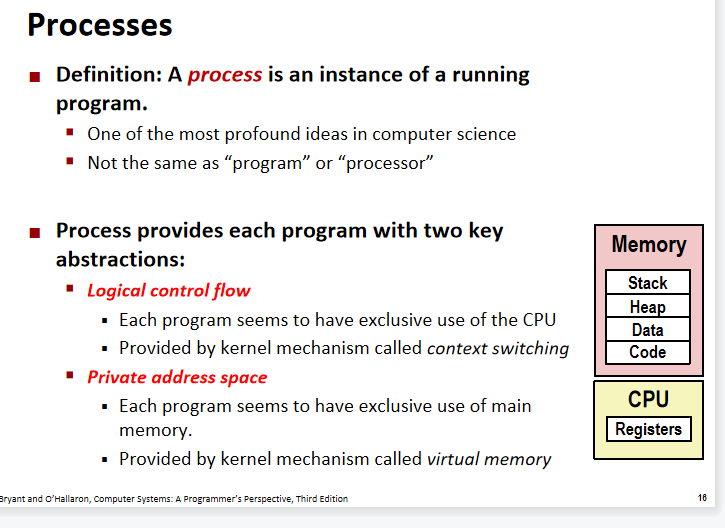 Processes
Definition: A process is an instance of a running
program.
One of the most profound ideas in computer science
Not the same as “program” or “processor”
Process provides each program with two key
abstractions:
Logical control flow
Each program seems to have exclusive use of the CPU
Provided by kernel mechanism called context switching
Private address space
Each program seems to have exclusive use of main
memory.
Provided by kernel mechanism called virtual memory
Memory
Stack
Heap
Data
Code
CPU
Registers
Bryant and O’Hallaron, Computer Systems: A Programmer’s Perspective, Third Edition
16